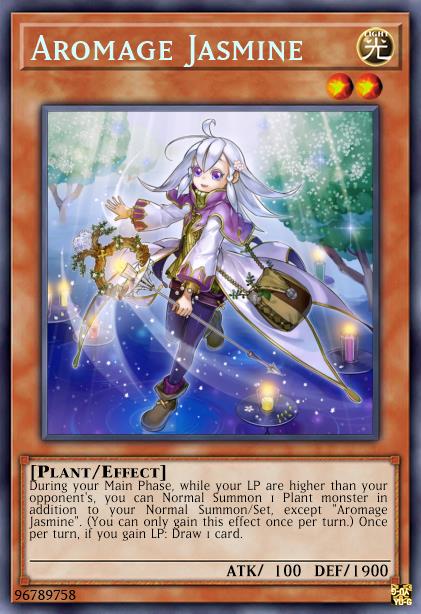 AROMAGE JASMINE
LIGHT
光
[PLANT/EFFECT]
During your Main Phase, while your LP are higher than your
opponent's, you can Normal Summon 1 Plant monster in
addition to your Normal Summon/Set, except "Aromage
Jasmine". (You can only gain this effect once per turn.) Once
per turn, if you gain LP: Draw 1 card.
ATK/ 100 DEF/1900
96789758